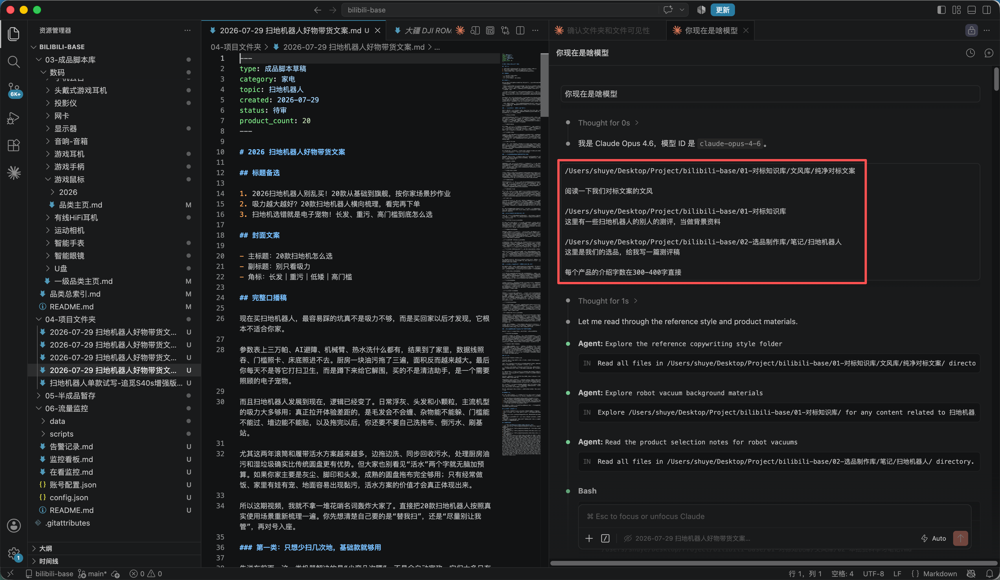 bilibili-base
更新
资源管理器
BILIBILI-BASE
03-成品脚本库
数码
头戴式游戏耳机
投影仪
网卡
显示器
音响-音箱
游戏耳机
游戏手柄
游戏鼠标
2026
品类主页.md M
有线HiFi耳机
运动相机
智能手表
智能眼镜
U盘
一级品类主页.md M
品类总索引.md M
README.md M
04-项目文件夹
2026-07-29 扫地机器人好物带货文... U
2026-07-29 扫地机器人好物带货文... U
2026-07-29 扫地机器人好物带货文... U
2026-07-29 扫地机器人好物带货文... U
扫地机器人单款试写-追觅S40s增强版... U
05-半成品暂存
06-流量监控
data
scripts
告警记录.md U
监控看板.md U
在看监控.md U
账号配置.json U
config.json U
README.md U
.gitattributes
大纲
时间线
6K+
1
2026-07-29 扫地机器人好物带货文案.md U
大疆 DJI ROM
04-项目文件夹 > 2026-07-29 扫地机器人好物带货文案.md > ...
1 ---
2 type: 成品脚本草稿
3 category: 家电
4 topic: 扫地机器人
5 created: 2026-07-29
6 status: 待审
7 product_count: 20
8 ---
9
10 # 2026 扫地机器人好物带货文案
11
12 ## 标题备选
13
14 1. 2026扫地机器人别乱买！20款从基础到旗舰，按你家场景抄作业
15 2. 吸力越大越好？20款扫地机器人横向梳理，看完再下单
16 3. 扫地机选错就是电子宠物！长发、重污、高门槛到底怎么选
17
18 ## 封面文案
19
20 - 主标题：20款扫地机怎么选
21 - 副标题：别只看吸力
22 - 角标：长发｜重污｜低矮｜高门槛
23
24 ## 完整口播稿
25
26 现在买扫地机器人，最容易踩的坑真不是吸力不够，而是买回家以后才发现，它根
本不适合你家。
27
28 参数表上三万帕、AI避障、机械臂、热水洗什么都有，结果到了家里，数据线照
吞、门槛照卡、床底照进不去。厨房一块油污拖了三遍，面积反而越来越大。最后
你每天不是等它打扫卫生，而是蹲下来给它解围，买的不是清洁助手，是一个需要
照顾的电子宠物。
29
30 而且扫地机器人发展到现在，逻辑已经变了。日常浮灰、头发和小颗粒，主流机型
的吸力大多够用；真正拉开体验差距的，是毛发会不会缠、杂物能不能躲、门槛能
不能过、墙边能不能贴，以及拖完以后，你还要不要自己洗拖布、倒污水、刷基
站。
31
32 尤其这两年滚筒和履带活水方案越来越多，边拖边洗、同步回收污水，处理厨房油
污和湿垃圾确实比传统圆盘更有优势。但大家也别看见“活水”两个字就无脑加预
算。如果你家主要是灰尘、脚印和头发，成熟的圆盘拖布完全够用；只有经常做
饭、家里有娃有宠、地面容易出现黏污，活水方案的价值才会真正体现出来。
33
34 所以这期视频，我就不拿一堆花哨名词轰炸大家了。直接把20款扫地机器人按照真
实使用场景重新梳理一遍。你先想清楚自己要的是“替我扫”，还是“尽量别让我
管”，再对号入座。
35
36 ### 第一类：只想少扫几次地，基础款就够用
37
确认文件夹和文件可见性
你现在是啥模型
你现在是啥模型
你现在是啥模型
Thought for 0s >
我是 Claude Opus 4.6，模型 ID 是 claude-opus-4-6 。
/Users/shuye/Desktop/Project/bilibili-base/01-对标知识库/文风库/纯净对标文案
阅读一下我们对标文案的文风
/Users/shuye/Desktop/Project/bilibili-base/01-对标知识库
这里有一些扫地机器人的别人的测评，当做背景资料
/Users/shuye/Desktop/Project/bilibili-base/02-选品制作库/笔记/扫地机器人
这里是我们的选品，给我写一篇测评稿
每个产品的介绍字数在300-400字直接
Thought for 1s >
Let me read through the reference style and product materials.
Agent: Explore the reference copywriting style folder
IN Read all files in /Users/shuye/Desktop/Project/bilibili-base/01-对标知识库/文风库/纯净对标文案/ directo
Agent: Explore robot vacuum background materials
IN Explore /Users/shuye/Desktop/Project/bilibili-base/01-对标知识库/ for any content related to 扫地机器
Agent: Read the product selection notes for robot vacuums
IN Read all files in /Users/shuye/Desktop/Project/bilibili-base/02-选品制作库/笔记/扫地机器人/ directory.
Bash
⌘ Esc to focus or unfocus Claude
2026-07-29 扫地机器人好物带货文案...
Auto
bilibili-base main* 0 0
行 1，列 1 空格: 4 UTF-8 LF {} Markdown